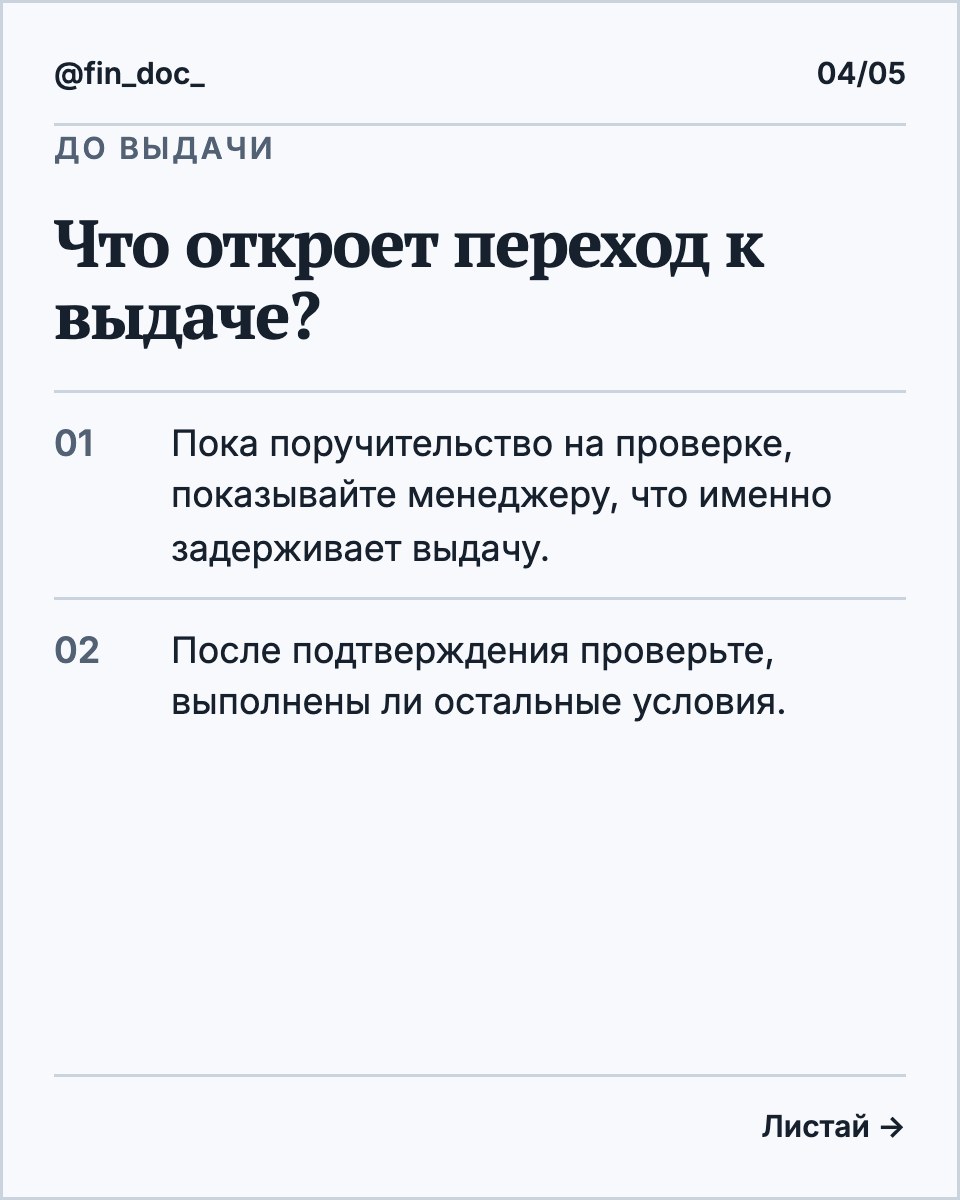 @fin_doc_
04/05
ДО ВЫДАЧИ
Что откроет переход к
выдаче?
01
Пока поручительство на проверке,
показывайте менеджеру, что именно
задерживает выдачу.
02
После подтверждения проверьте,
выполнены ли остальные условия.
Листай →